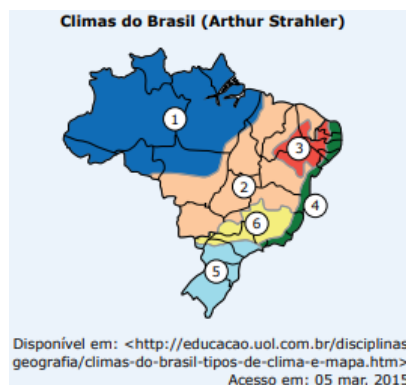 Climas do Brasil (Arthur Strahler)
1
3
2
4
6
5
Disponível em: <http://educacao.uol.com.br/disciplinas
geografia/climas-do-brasil-tipos-de-clima-e-mapa.htm>
Acesso em: 05 mar. 2015